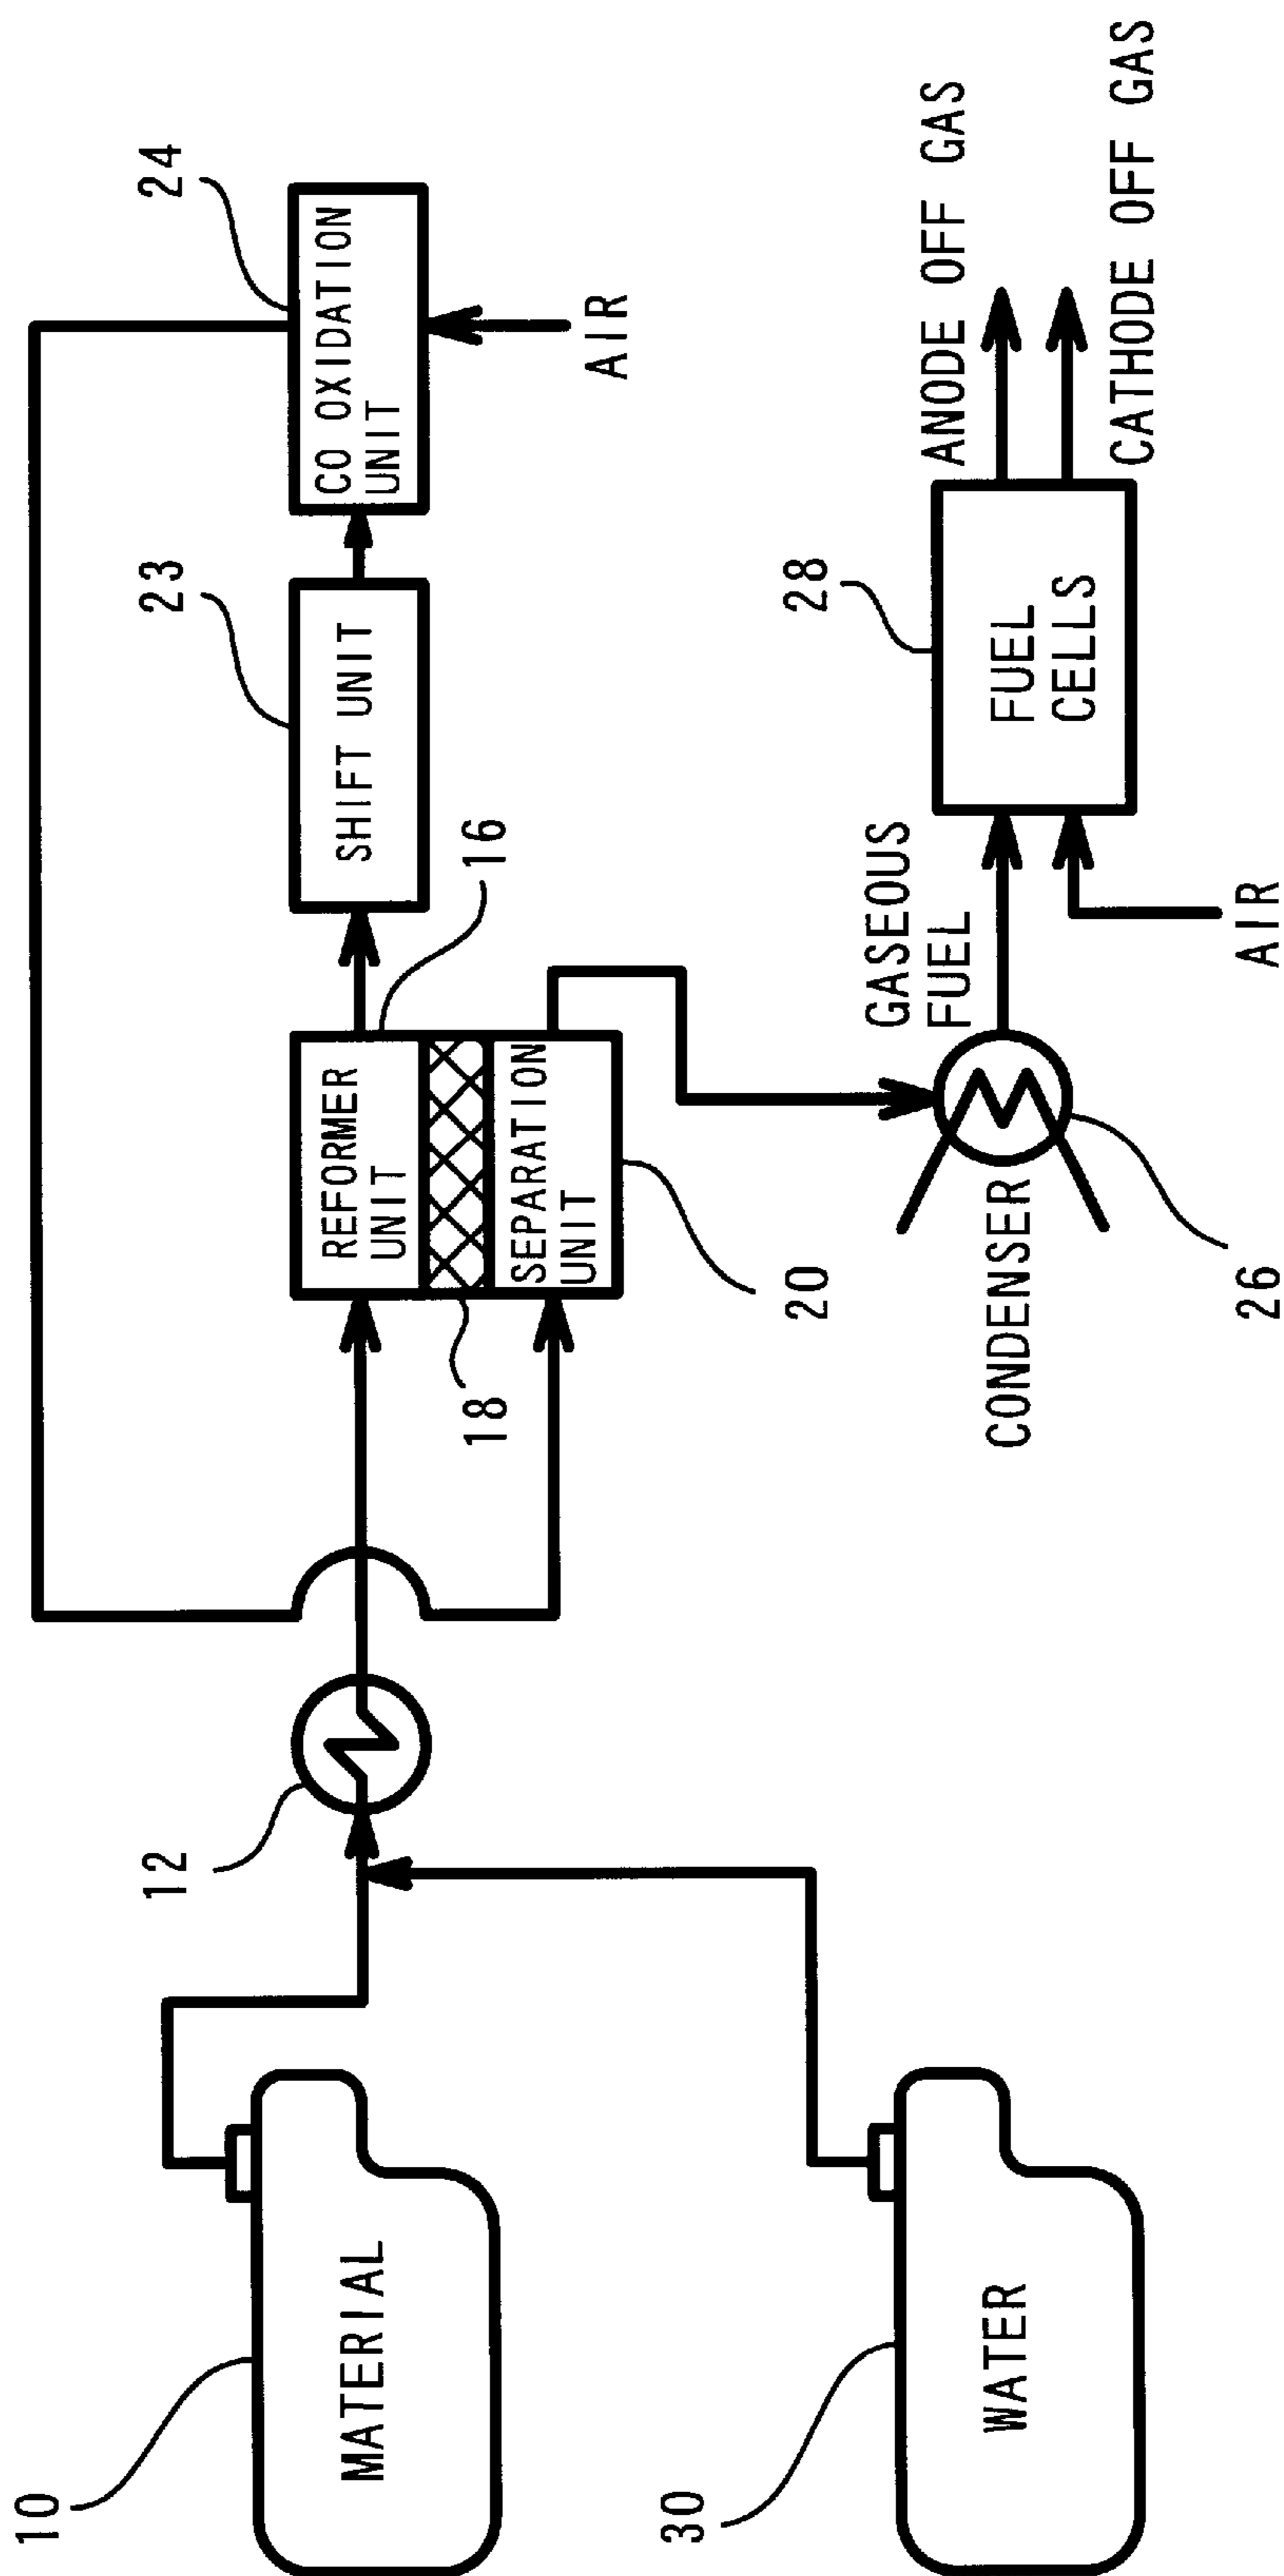 24
CO OXIDATION
UNIT
AIR
23
SHIFT UNIT
16
REFORMER
UNIT
18
SEPARATION
UNIT
20
12
10
MATERIAL
30
WATER
CONDENSER
26
GASEOUS
FUEL
AIR
28
FUEL
CELLS
ANODE OFF GAS
CATHODE OFF GAS